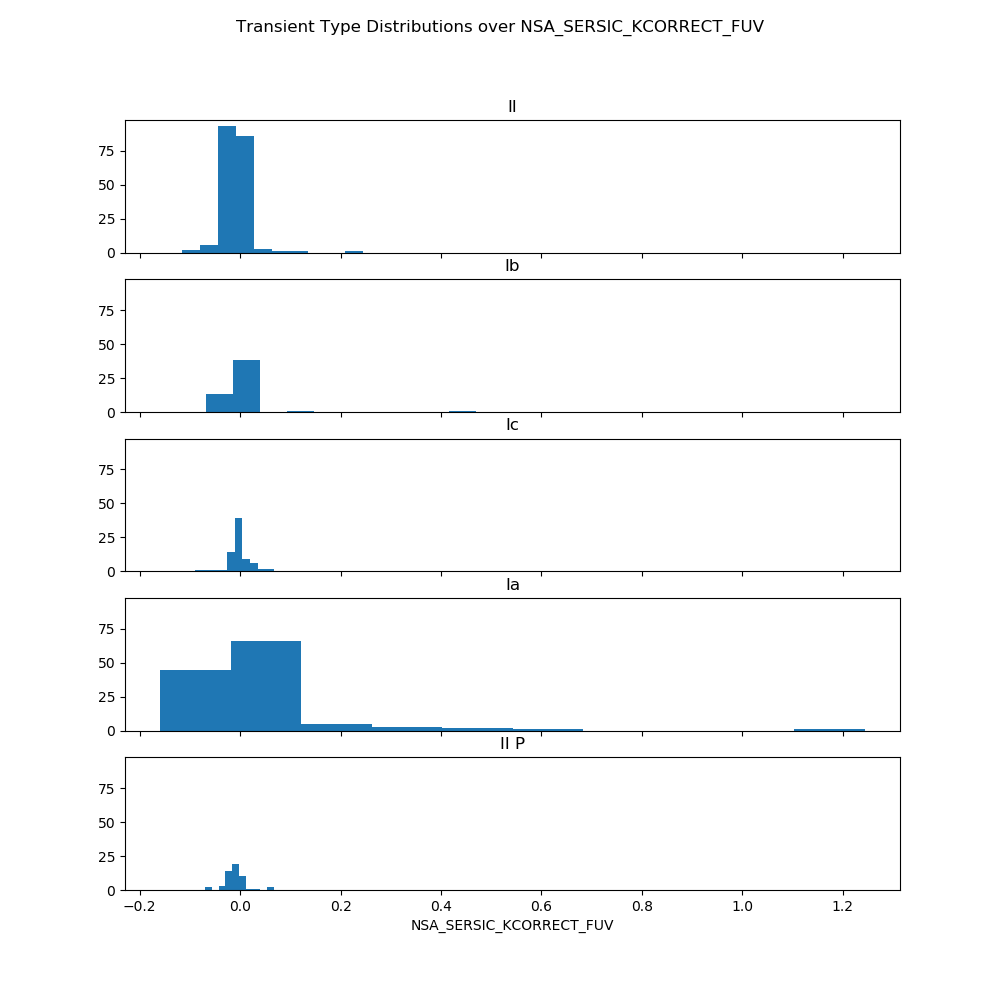 Transient Type Distributions over NSA_SERSIC_KCORRECT_FUV
II
75
50
25
0
Ib
75
50
25
0
Ic
75
50
25
0
Ia
75
50
25
0
II P
75
50
25
0
−0.2 0.0 0.2 0.4 0.6 0.8 1.0 1.2
NSA_SERSIC_KCORRECT_FUV